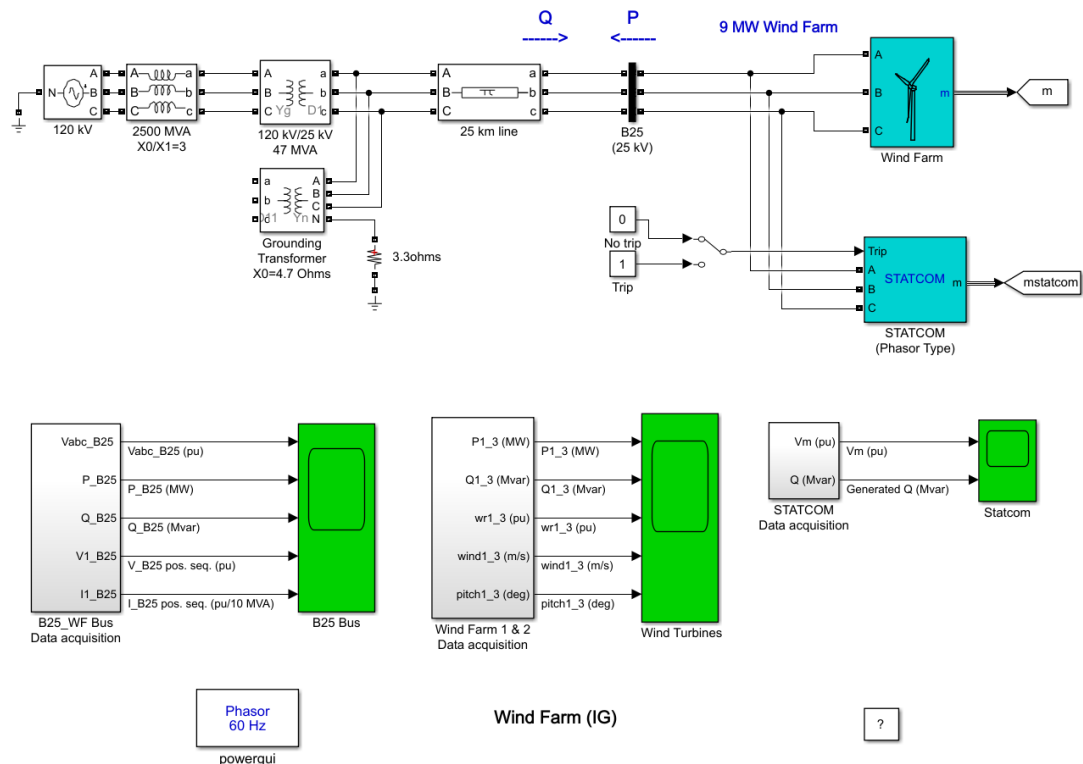 Q P
------> <------
9 MW Wind Farm
N A B C
120 kV
A B C a b c
2500 MVA
X0/X1=3
A B C a b c
Yg D1
120 kV/25 kV
47 MVA
A B C a b c
25 km line
B25
(25 kV)
A B C m
Wind Farm
m
a b c A B C N
D1 Yn
Grounding
Transformer
X0=4.7 Ohms
3.3ohms
0
No trip
1
Trip
Trip
A
B
C
STATCOM m
STATCOM
(Phasor Type)
mstatcom
Vabc_B25
Vabc_B25 (pu)
P_B25
P_B25 (MW)
Q_B25
Q_B25 (Mvar)
V1_B25
V_B25 pos. seq. (pu)
I1_B25
I_B25 pos. seq. (pu/10 MVA)
B25_WF Bus
Data acquisition
B25 Bus
P1_3 (MW)
P1_3 (MW)
Q1_3 (Mvar)
Q1_3 (Mvar)
wr1_3 (pu)
wr1_3 (pu)
wind1_3 (m/s)
wind1_3 (m/s)
pitch1_3 (deg)
pitch1_3 (deg)
Wind Farm 1 & 2
Data acquisition
Wind Turbines
Vm (pu)
Vm (pu)
Q (Mvar)
Generated Q (Mvar)
STATCOM
Data acquisition
Statcom
Phasor
60 Hz
powergui
Wind Farm (IG)
?